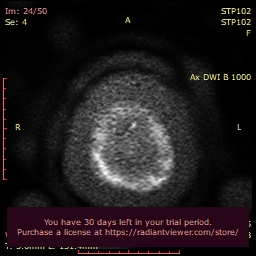 Im: 24/50
Se: 4
A
STP102
STP102
F
Ax DWI B 1000
R
L
You have 30 days left in your trial period.
Purchase a license at https://radiantviewer.com/store/